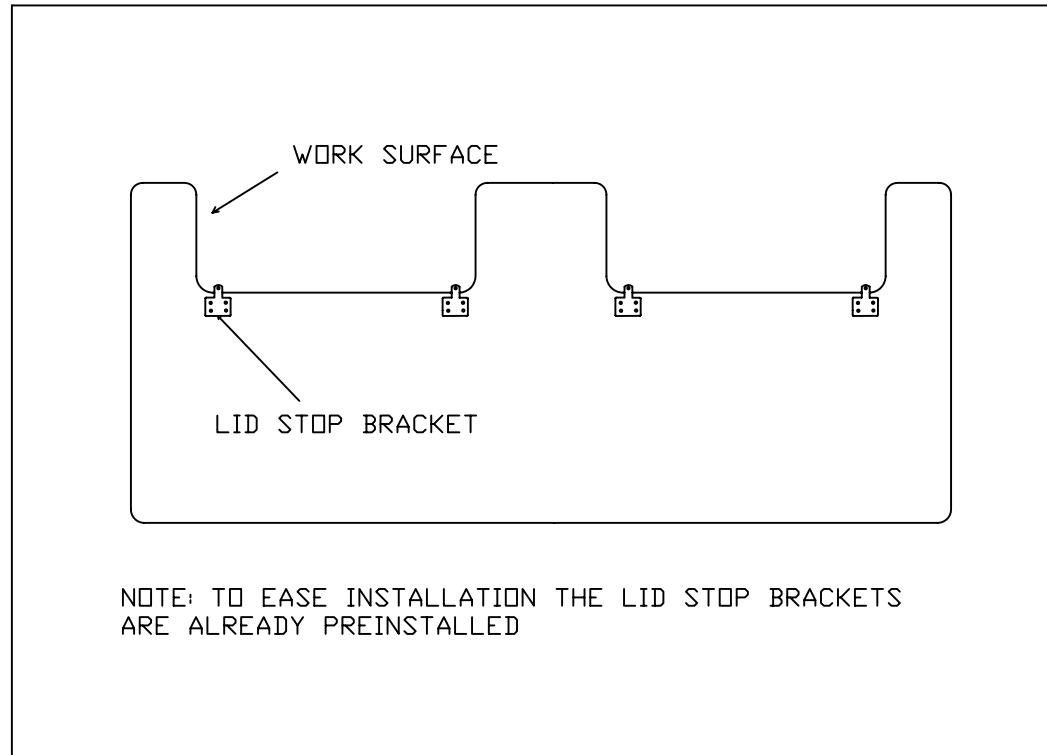 WORK SURFACE
LID STOP BRACKET
NOTE: TO EASE INSTALLATION THE LID STOP BRACKETS
ARE ALREADY PREINSTALLED